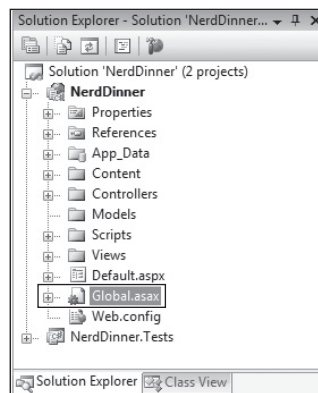 Solution Explorer - Solution 'NerdDinner...
Solution 'NerdDinner' (2 projects)
NerdDinner
Properties
References
App_Data
Content
Controllers
Models
Scripts
Views
Default.aspx
Global.asax
Web.config
NerdDinner.Tests
Solution Explorer Class View